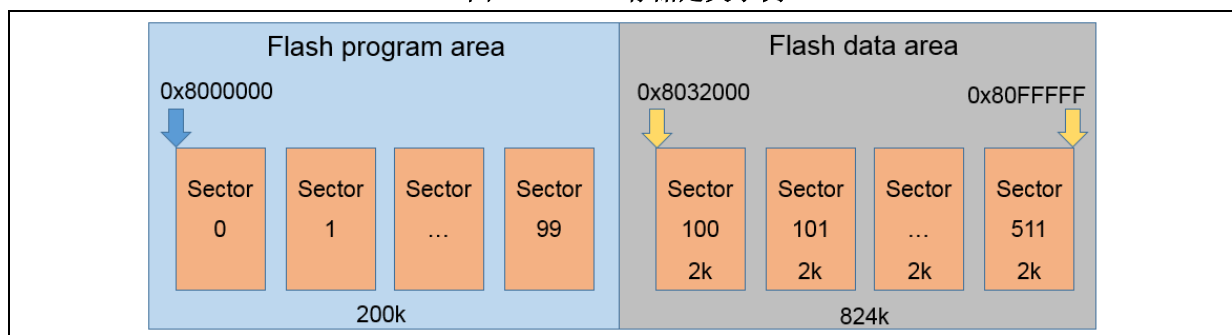 Flash program area
Flash data area
0x8000000
0x8032000
0x80FFFFF
Sector
0
Sector
1
Sector
…
Sector
99
Sector
100
2k
Sector
101
2k
Sector
…
2k
Sector
511
2k
200k
824k